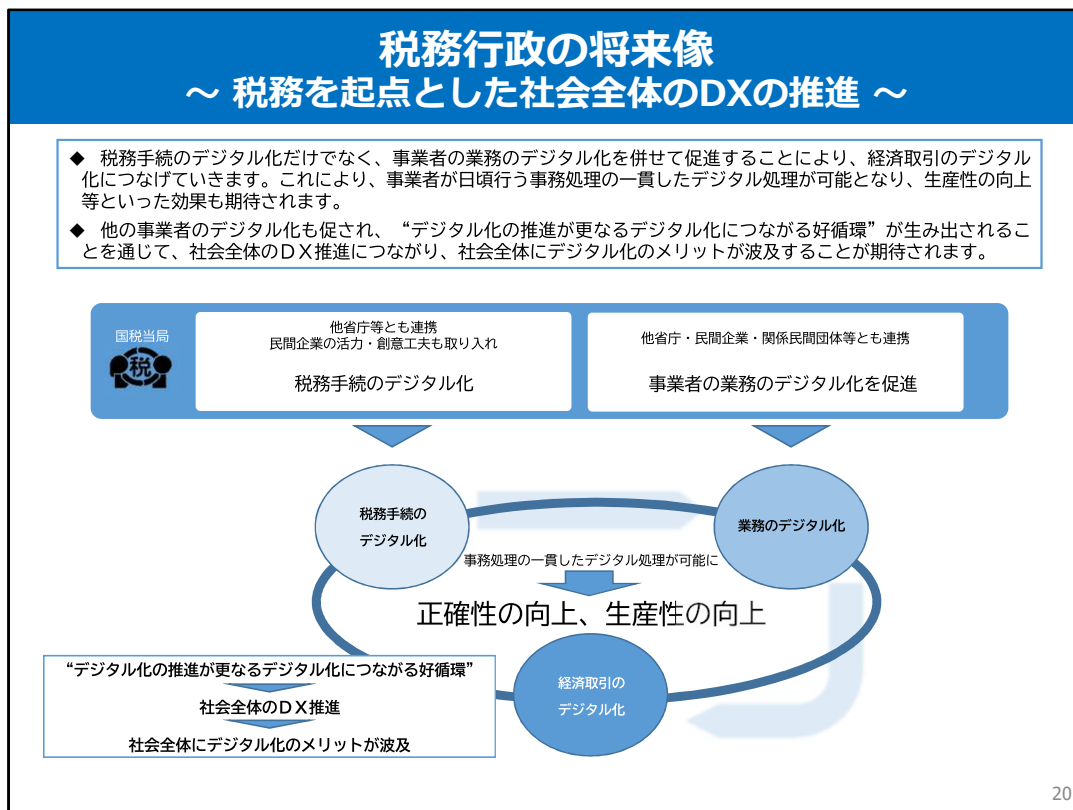 税務行政の将来像
～ 税務を起点とした社会全体のDXの推進 ～
◆ 税務手続のデジタル化だけでなく、事業者の業務のデジタル化を併せて促進することにより、経済取引のデジタル
化につなげていきます。これにより、事業者が日頃行う事務処理の一貫したデジタル処理が可能となり、生産性の向上
等といった効果も期待されます。
◆ 他の事業者のデジタル化も促され、“デジタル化の推進が更なるデジタル化につながる好循環”が生み出されるこ
とを通じて、社会全体のＤＸ推進につながり、社会全体にデジタル化のメリットが波及することが期待されます。
国税当局
税
他省庁等とも連携
民間企業の活力・創意工夫も取り入れ
税務手続のデジタル化
他省庁・民間企業・関係民間団体等とも連携
事業者の業務のデジタル化を促進
税務手続の
デジタル化
業務のデジタル化
事務処理の一貫したデジタル処理が可能に
正確性の向上、生産性の向上
経済取引の
デジタル化
“デジタル化の推進が更なるデジタル化につながる好循環”
社会全体のＤＸ推進
社会全体にデジタル化のメリットが波及
20